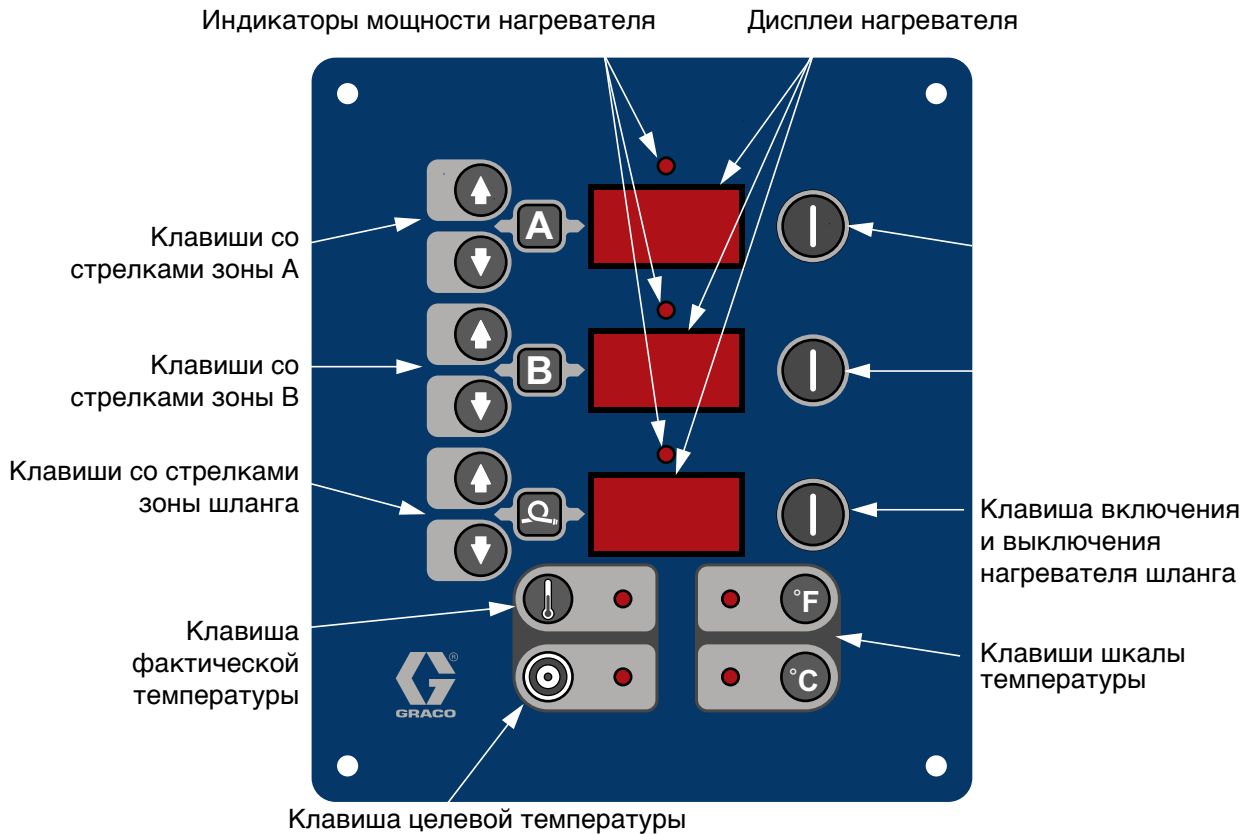 Индикаторы мощности нагревателя
Дисплеи нагревателя
Клавиши со
стрелками зоны A
A
Клавиши со
стрелками зоны B
B
Клавиши со стрелками
зоны шланга
Клавиша включения
и выключения
нагревателя шланга
°F
Клавиша
фактической
температуры
Клавиши шкалы
температуры
°C
®
GRACO
Клавиша целевой температуры